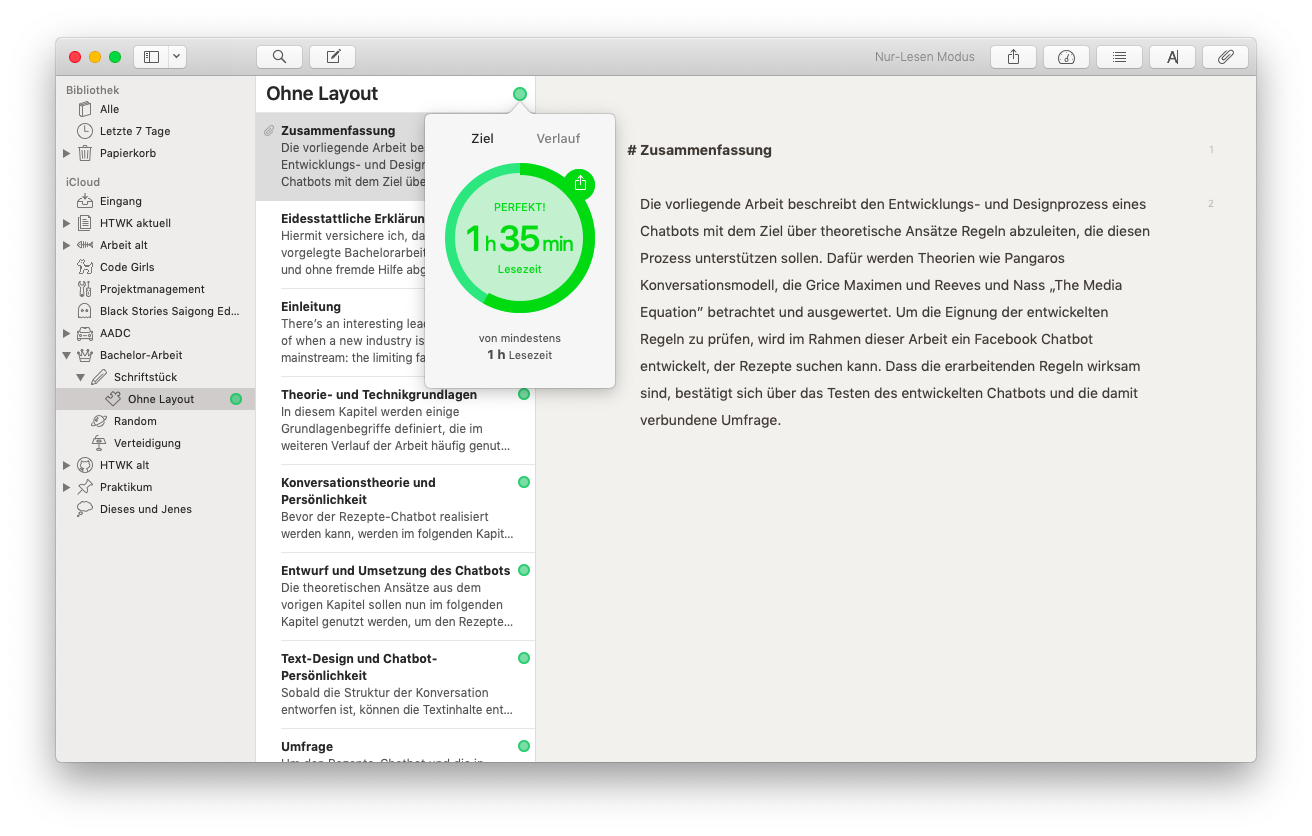 Nur-Lesen Modus
Bibliothek
Alle
Letzte 7 Tage
Papierkorb
iCloud
Eingang
HTWK aktuell
Arbeit alt
Code Girls
Projektmanagement
Black Stories Saigong Ed...
AADC
Bachelor-Arbeit
Schriftstück
Ohne Layout
Random
Verteidigung
HTWK alt
Praktikum
Dieses und Jenes
Ohne Layout
Zusammenfassung
Die vorliegende Arbeit be
Entwicklungs- und Design
Chatbots mit dem Ziel übe
Eidesstattliche Erklärun
Hiermit versichere ich, da
vorgelegte Bachelorarbeit
und ohne fremde Hilfe abg
Einleitung
There's an interesting lea
of when a new industry is
mainstream: the limiting fa
Theorie- und Technikgrundlagen
In diesem Kapitel werden einige
Grundlagenbegriffe definiert, die im
weiteren Verlauf der Arbeit häufig genut...
Konversationstheorie und
Persönlichkeit
Bevor der Rezepte-Chatbot realisiert
werden kann, werden im folgenden Kapit...
Entwurf und Umsetzung des Chatbots
Die theoretischen Ansätze aus dem
vorigen Kapitel sollen nun im folgenden
Kapitel genutzt werden, um den Rezepte...
Text-Design und Chatbot-
Persönlichkeit
Sobald die Struktur der Konversation
entworfen ist, können die Textinhalte ent...
Umfrage
Ziel Verlauf
PERFEKT!
1 h 35 min
Lesezeit
von mindestens
1 h Lesezeit
# Zusammenfassung 1
Die vorliegende Arbeit beschreibt den Entwicklungs- und Designprozess eines 2
Chatbots mit dem Ziel über theoretische Ansätze Regeln abzuleiten, die diesen
Prozess unterstützen sollen. Dafür werden Theorien wie Pangaros
Konversationsmodell, die Grice Maximen und Reeves und Nass „The Media
Equation" betrachtet und ausgewertet. Um die Eignung der entwickelten
Regeln zu prüfen, wird im Rahmen dieser Arbeit ein Facebook Chatbot
entwickelt, der Rezepte suchen kann. Dass die erarbeitenden Regeln wirksam
sind, bestätigt sich über das Testen des entwickelten Chatbots und die damit
verbundene Umfrage.